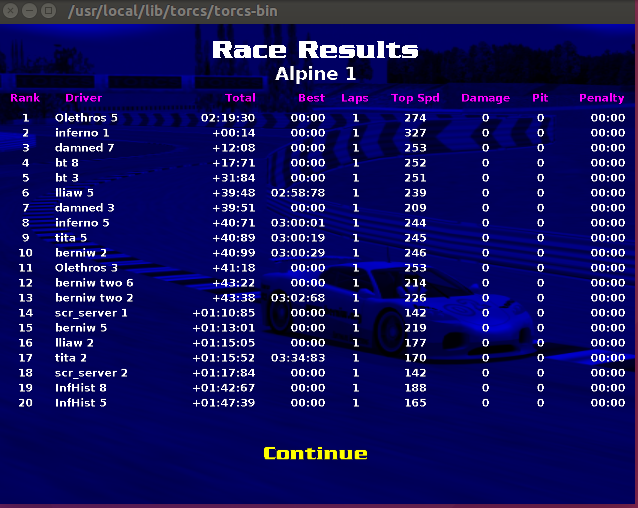 /usr/local/lib/torcs/torcs-bin
Race Results
Alpine 1
Rank Driver Total Best Laps Top Spd Damage Pit Penalty
1 Olethros 5 02:19:30 00:00 1 274 0 0 00:00
2 inferno 1 +00:14 00:00 1 327 0 0 00:00
3 damned 7 +12:08 00:00 1 253 0 0 00:00
4 bt 8 +17:71 00:00 1 252 0 0 00:00
5 bt 3 +31:84 00:00 1 251 0 0 00:00
6 lliaw 5 +39:48 02:58:78 1 239 0 0 00:00
7 damned 3 +39:51 00:00 1 209 0 0 00:00
8 inferno 5 +40:71 03:00:01 1 244 0 0 00:00
9 tita 5 +40:89 03:00:19 1 245 0 0 00:00
10 berniw 2 +40:99 03:00:29 1 246 0 0 00:00
11 Olethros 3 +41:18 00:00 1 253 0 0 00:00
12 berniw two 6 +43:22 00:00 1 214 0 0 00:00
13 berniw two 2 +43:38 03:02:68 1 226 0 0 00:00
14 scr_server 1 +01:10:85 00:00 1 142 0 0 00:00
15 berniw 5 +01:13:01 00:00 1 219 0 0 00:00
16 lliaw 2 +01:15:05 00:00 1 177 0 0 00:00
17 tita 2 +01:15:52 03:34:83 1 170 0 0 00:00
18 scr_server 2 +01:17:84 00:00 1 142 0 0 00:00
19 InfHist 8 +01:42:67 00:00 1 188 0 0 00:00
20 InfHist 5 +01:47:39 00:00 1 165 0 0 00:00
Continue